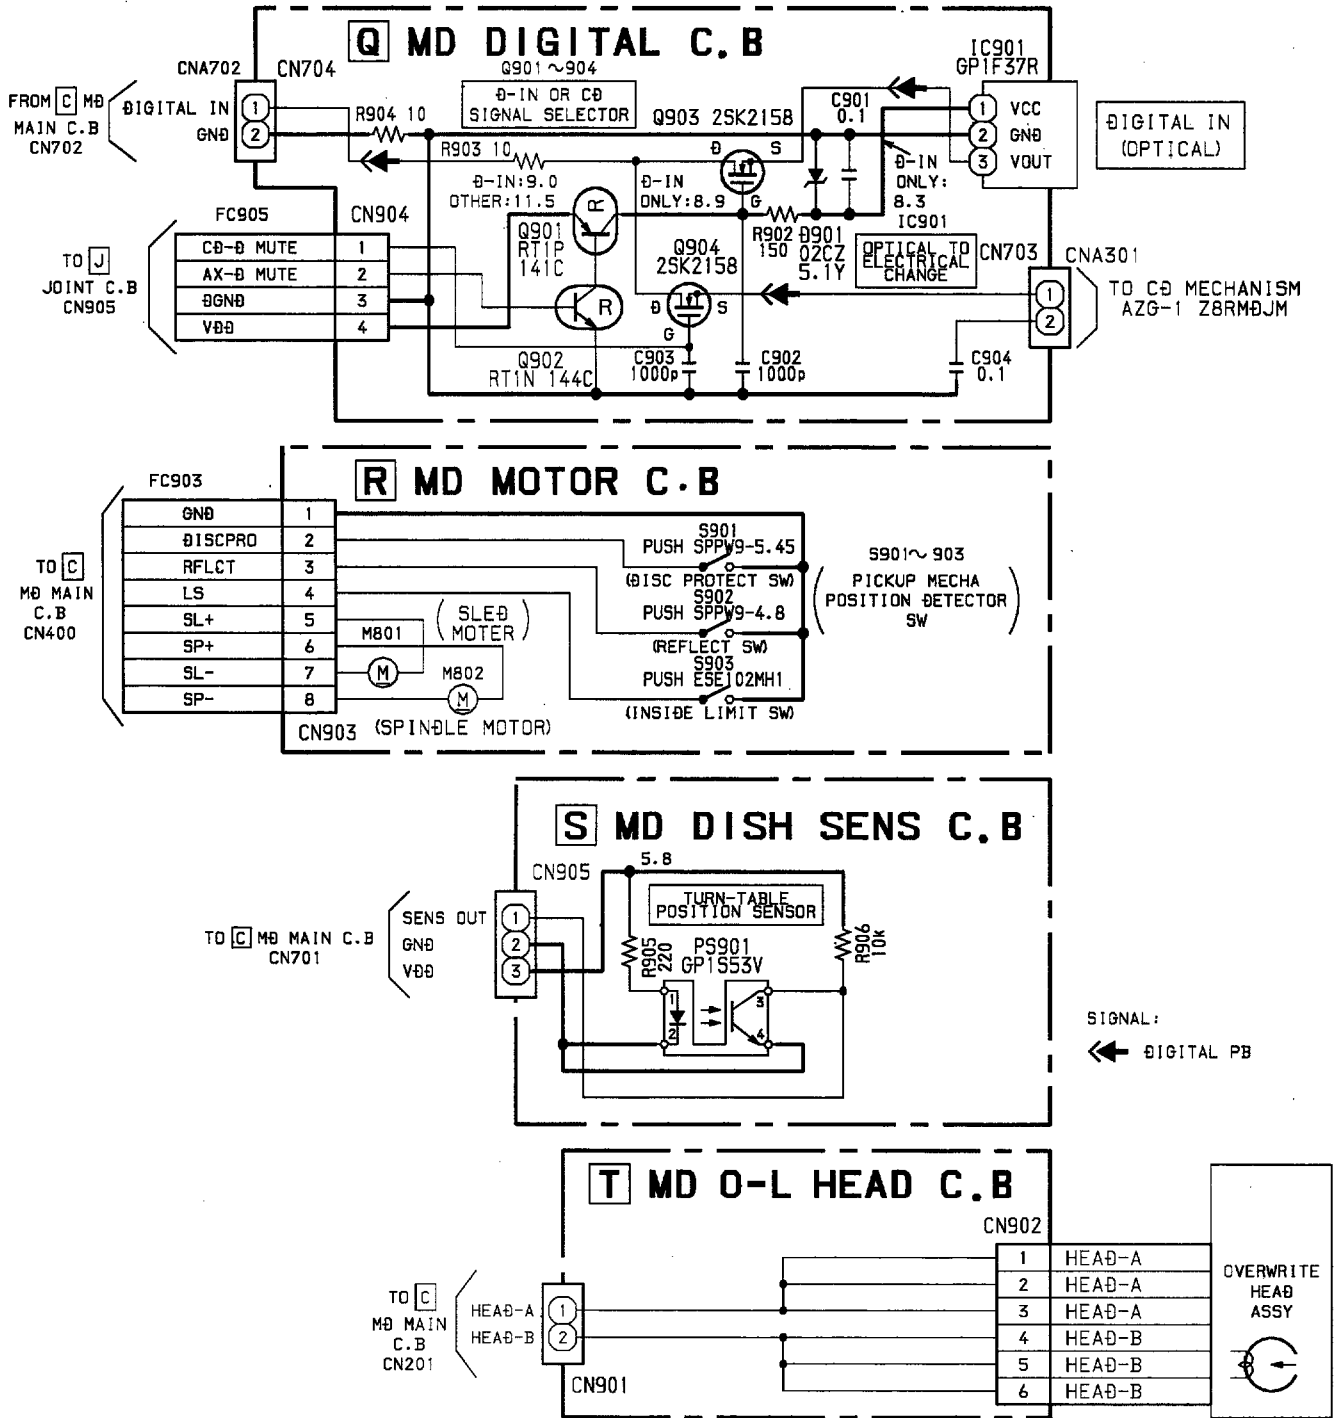 Q MD DIGITAL C.B
IC901
GP1F37R
CNA702 CN704
Q901~904
D-IN OR CD
SIGNAL SELECTOR
FROM C MD
MAIN C.B
CN702
DIGITAL IN 1
GND 2
R904 10
R903 10
Q903 2SK2158
D S
G
C901
0.1
1 VCC
2 GND
3 VOUT
DIGITAL IN
(OPTICAL)
D-IN:9.0
OTHER:11.5
D-IN
ONLY:8.9
D-IN
ONLY:
8.3
FC905 CN904
Q901
RT1P
141C
R
R902
150
D901
02CZ
5.1Y
IC901
OPTICAL TO
ELECTRICAL
CHANGE
CN703 CNA301
TO J
JOINT C.B
CN905
CD-D MUTE 1
AX-D MUTE 2
DGND 3
VDD 4
Q904
2SK2158
D S
G
R
1
2
TO CD MECHANISM
AZG-1 Z8RMDJM
Q902
RT1N 144C
C903
1000p
C902
1000p
C904
0.1
R MD MOTOR C.B
FC903
TO C
MD MAIN
C.B
CN400
GND 1
DISCPRO 2
RFLCT 3
LS 4
SL+ 5
SP+ 6
SL- 7
SP- 8
CN903
M801
M
(SLED
MOTER)
M802
M
(SPINDLE MOTOR)
S901
PUSH SPPW9-5.45
(DISC PROTECT SW)
S902
PUSH SPPW9-4.8
(REFLECT SW)
S903
PUSH ESE102MH1
(INSIDE LIMIT SW)
S901~903
PICKUP MECHA
POSITION DETECTOR
SW
S MD DISH SENS C.B
CN905
5.8
TURN-TABLE
POSITION SENSOR
TO C MD MAIN C.B
CN701
SENS OUT 1
GND 2
VDD 3
R905
220
PS901
GP1S53V
R906
10k
1
2
3
4
SIGNAL:
DIGITAL PB
T MD O-L HEAD C.B
CN902
TO C
MD MAIN
C.B
CN201
HEAD-A 1
HEAD-B 2
CN901
1 HEAD-A
2 HEAD-A
3 HEAD-A
4 HEAD-B
5 HEAD-B
6 HEAD-B
OVERWRITE
HEAD
ASSY